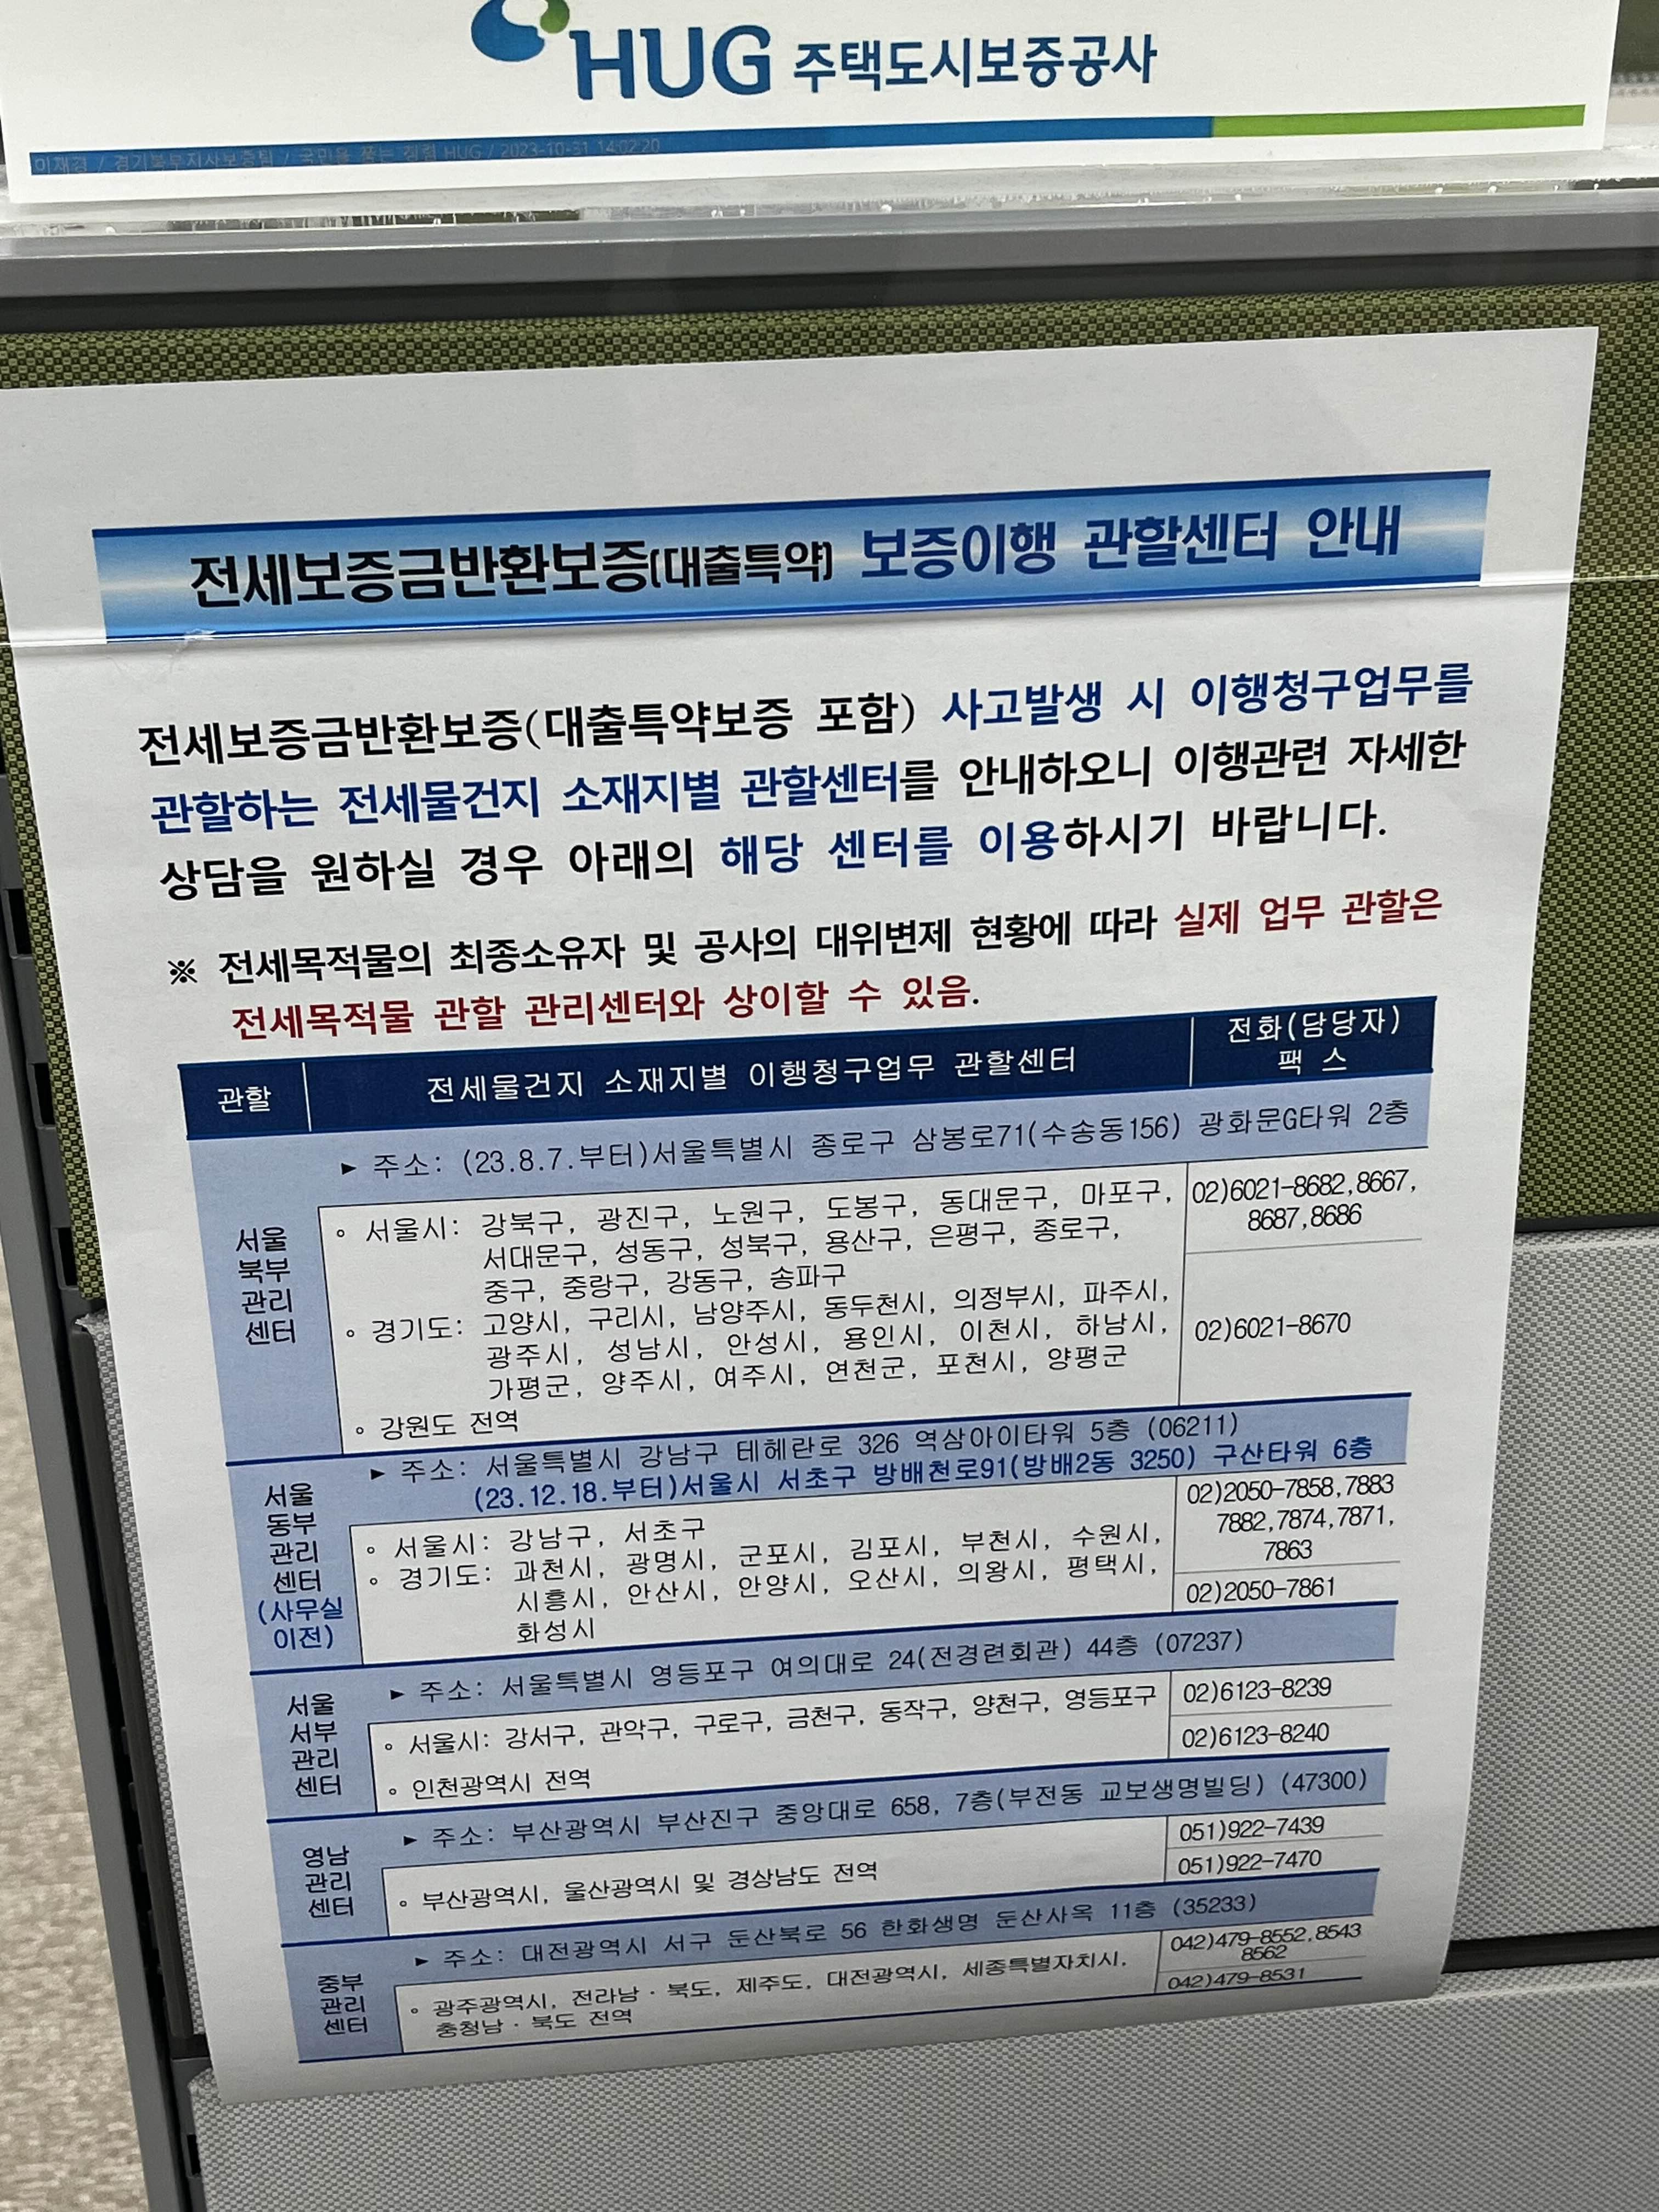 HUG 주택도시보증공사
이재경 / 경기북부지사보증팀 / 국민을 품는 청렴 HUG / 2023-10-31 14:02:20
전세보증금반환보증(대출특약) 보증이행 관할센터 안내
전세보증금반환보증(대출특약보증 포함) 사고발생 시 이행청구업무를
관할하는 전세물건지 소재지별 관할센터를 안내하오니 이행관련 자세한
상담을 원하실 경우 아래의 해당 센터를 이용하시기 바랍니다.
※ 전세목적물의 최종소유자 및 공사의 대위변제 현황에 따라 실제 업무 관할은
전세목적물 관할 관리센터와 상이할 수 있음.
관할
전세물건지 소재지별 이행청구업무 관할센터
전화(담당자)
팩 스
서울
북부
관리
센터
► 주소: (23.8.7.부터)서울특별시 종로구 삼봉로71(수송동156) 광화문G타워 2층
◦ 서울시: 강북구, 광진구, 노원구, 도봉구, 동대문구, 마포구,
서대문구, 성동구, 성북구, 용산구, 은평구, 종로구,
중구, 중랑구, 강동구, 송파구
◦ 경기도: 고양시, 구리시, 남양주시, 동두천시, 의정부시, 파주시,
광주시, 성남시, 안성시, 용인시, 이천시, 하남시,
가평군, 양주시, 여주시, 연천군, 포천시, 양평군
◦ 강원도 전역
02)6021-8682,8667,
8687,8686
02)6021-8670
서울
동부
관리
센터
(사무실
이전)
► 주소: 서울특별시 강남구 테헤란로 326 역삼아이타워 5층 (06211)
(23.12.18.부터)서울시 서초구 방배천로91(방배2동 3250) 구산타워 6층
◦ 서울시: 강남구, 서초구
◦ 경기도: 과천시, 광명시, 군포시, 김포시, 부천시, 수원시,
시흥시, 안산시, 안양시, 오산시, 의왕시, 평택시,
화성시
02)2050-7858,7883
7882,7874,7871,
7863
02)2050-7861
서울
서부
관리
센터
► 주소: 서울특별시 영등포구 여의대로 24(전경련회관) 44층 (07237)
◦ 서울시: 강서구, 관악구, 구로구, 금천구, 동작구, 양천구, 영등포구
◦ 인천광역시 전역
02)6123-8239
02)6123-8240
영남
관리
센터
► 주소: 부산광역시 부산진구 중앙대로 658, 7층(부전동 교보생명빌딩) (47300)
◦ 부산광역시, 울산광역시 및 경상남도 전역
051)922-7439
051)922-7470
중부
관리
센터
► 주소: 대전광역시 서구 둔산북로 56 한화생명 둔산사옥 11층 (35233)
◦ 광주광역시, 전라남·북도, 제주도, 대전광역시, 세종특별자치시,
충청남·북도 전역
042)479-8552,8543
8562
042)479-8531